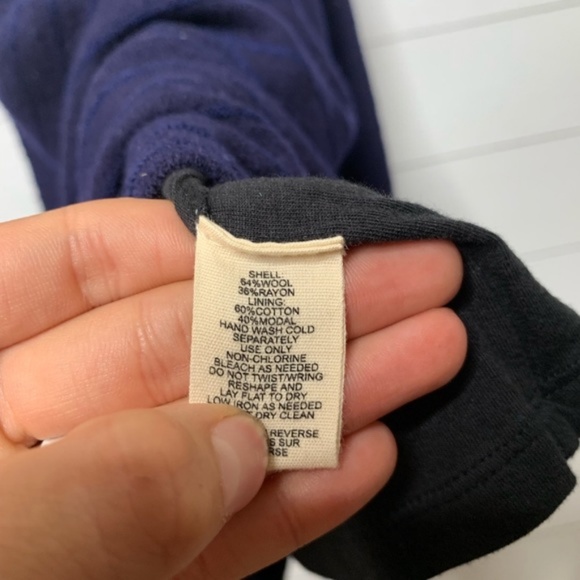 SHELL:
64%WOOL
36%RAYON
LINING:
60%COTTON
40%MODAL
HAND WASH COLD
SEPARATELY
USE ONLY
NON-CHLORINE
BLEACH AS NEEDED
DO NOT TWIST/WRING
RESHAPE AND
LAY FLAT TO DRY
LOW IRON AS NEEDED
DRY CLEAN
REVERSE
SUR